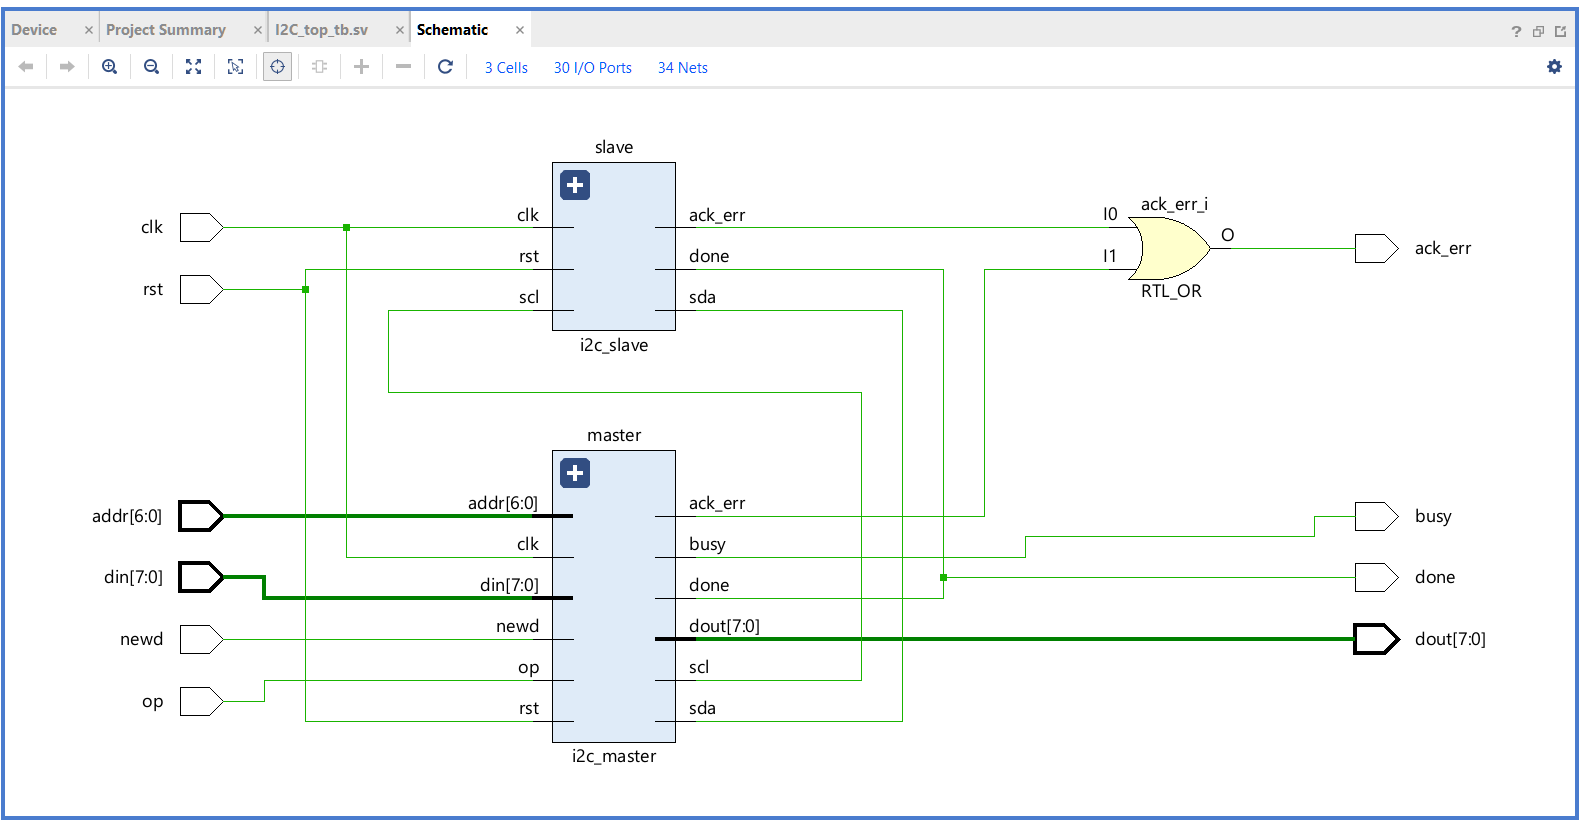 Device × Project Summary × I2C_top_tb.sv × Schematic × ?
3 Cells 30 I/O Ports 34 Nets
slave
clk clk ack_err I0 ack_err_i
rst rst done I1 O ack_err
scl sda RTL_OR
i2c_slave
master
addr[6:0] addr[6:0] ack_err busy
clk busy
din[7:0] din[7:0] done done
newd newd dout[7:0] dout[7:0]
op op scl
rst sda
i2c_master